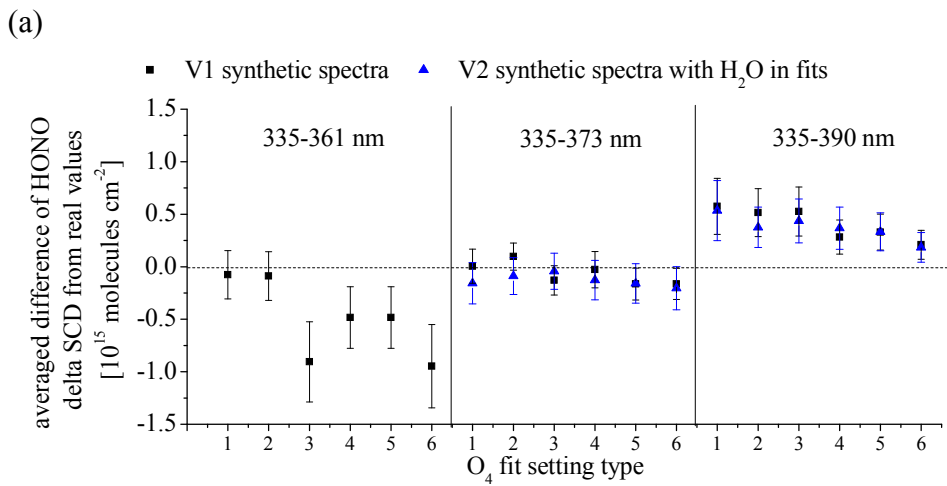 (a)
V1 synthetic spectra V2 synthetic spectra with H₂O in fits
335-361 nm 335-373 nm 335-390 nm
averaged difference of HONO
delta SCD from real values
[10¹⁵ molecules cm⁻²]
1.5
1.0
0.5
0.0
-0.5
-1.0
-1.5
1 2 3 4 5 6 1 2 3 4 5 6 1 2 3 4 5 6
O₄ fit setting type